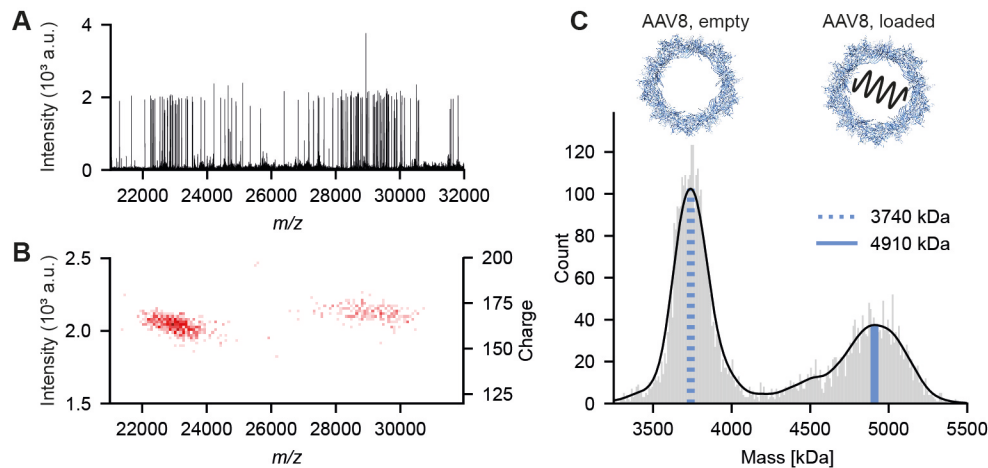 A
Intensity (10³ a.u.)
4
2
0
22000 24000 26000 28000 30000 32000
m/z
B
Intensity (10³ a.u.)
2.5
2.0
1.5
200
175
150
125
Charge
22000 24000 26000 28000 30000
m/z
C
AAV8, empty AAV8, loaded
Count
120
100
80
60
40
20
0
3740 kDa
4910 kDa
3500 4000 4500 5000 5500
Mass [kDa]